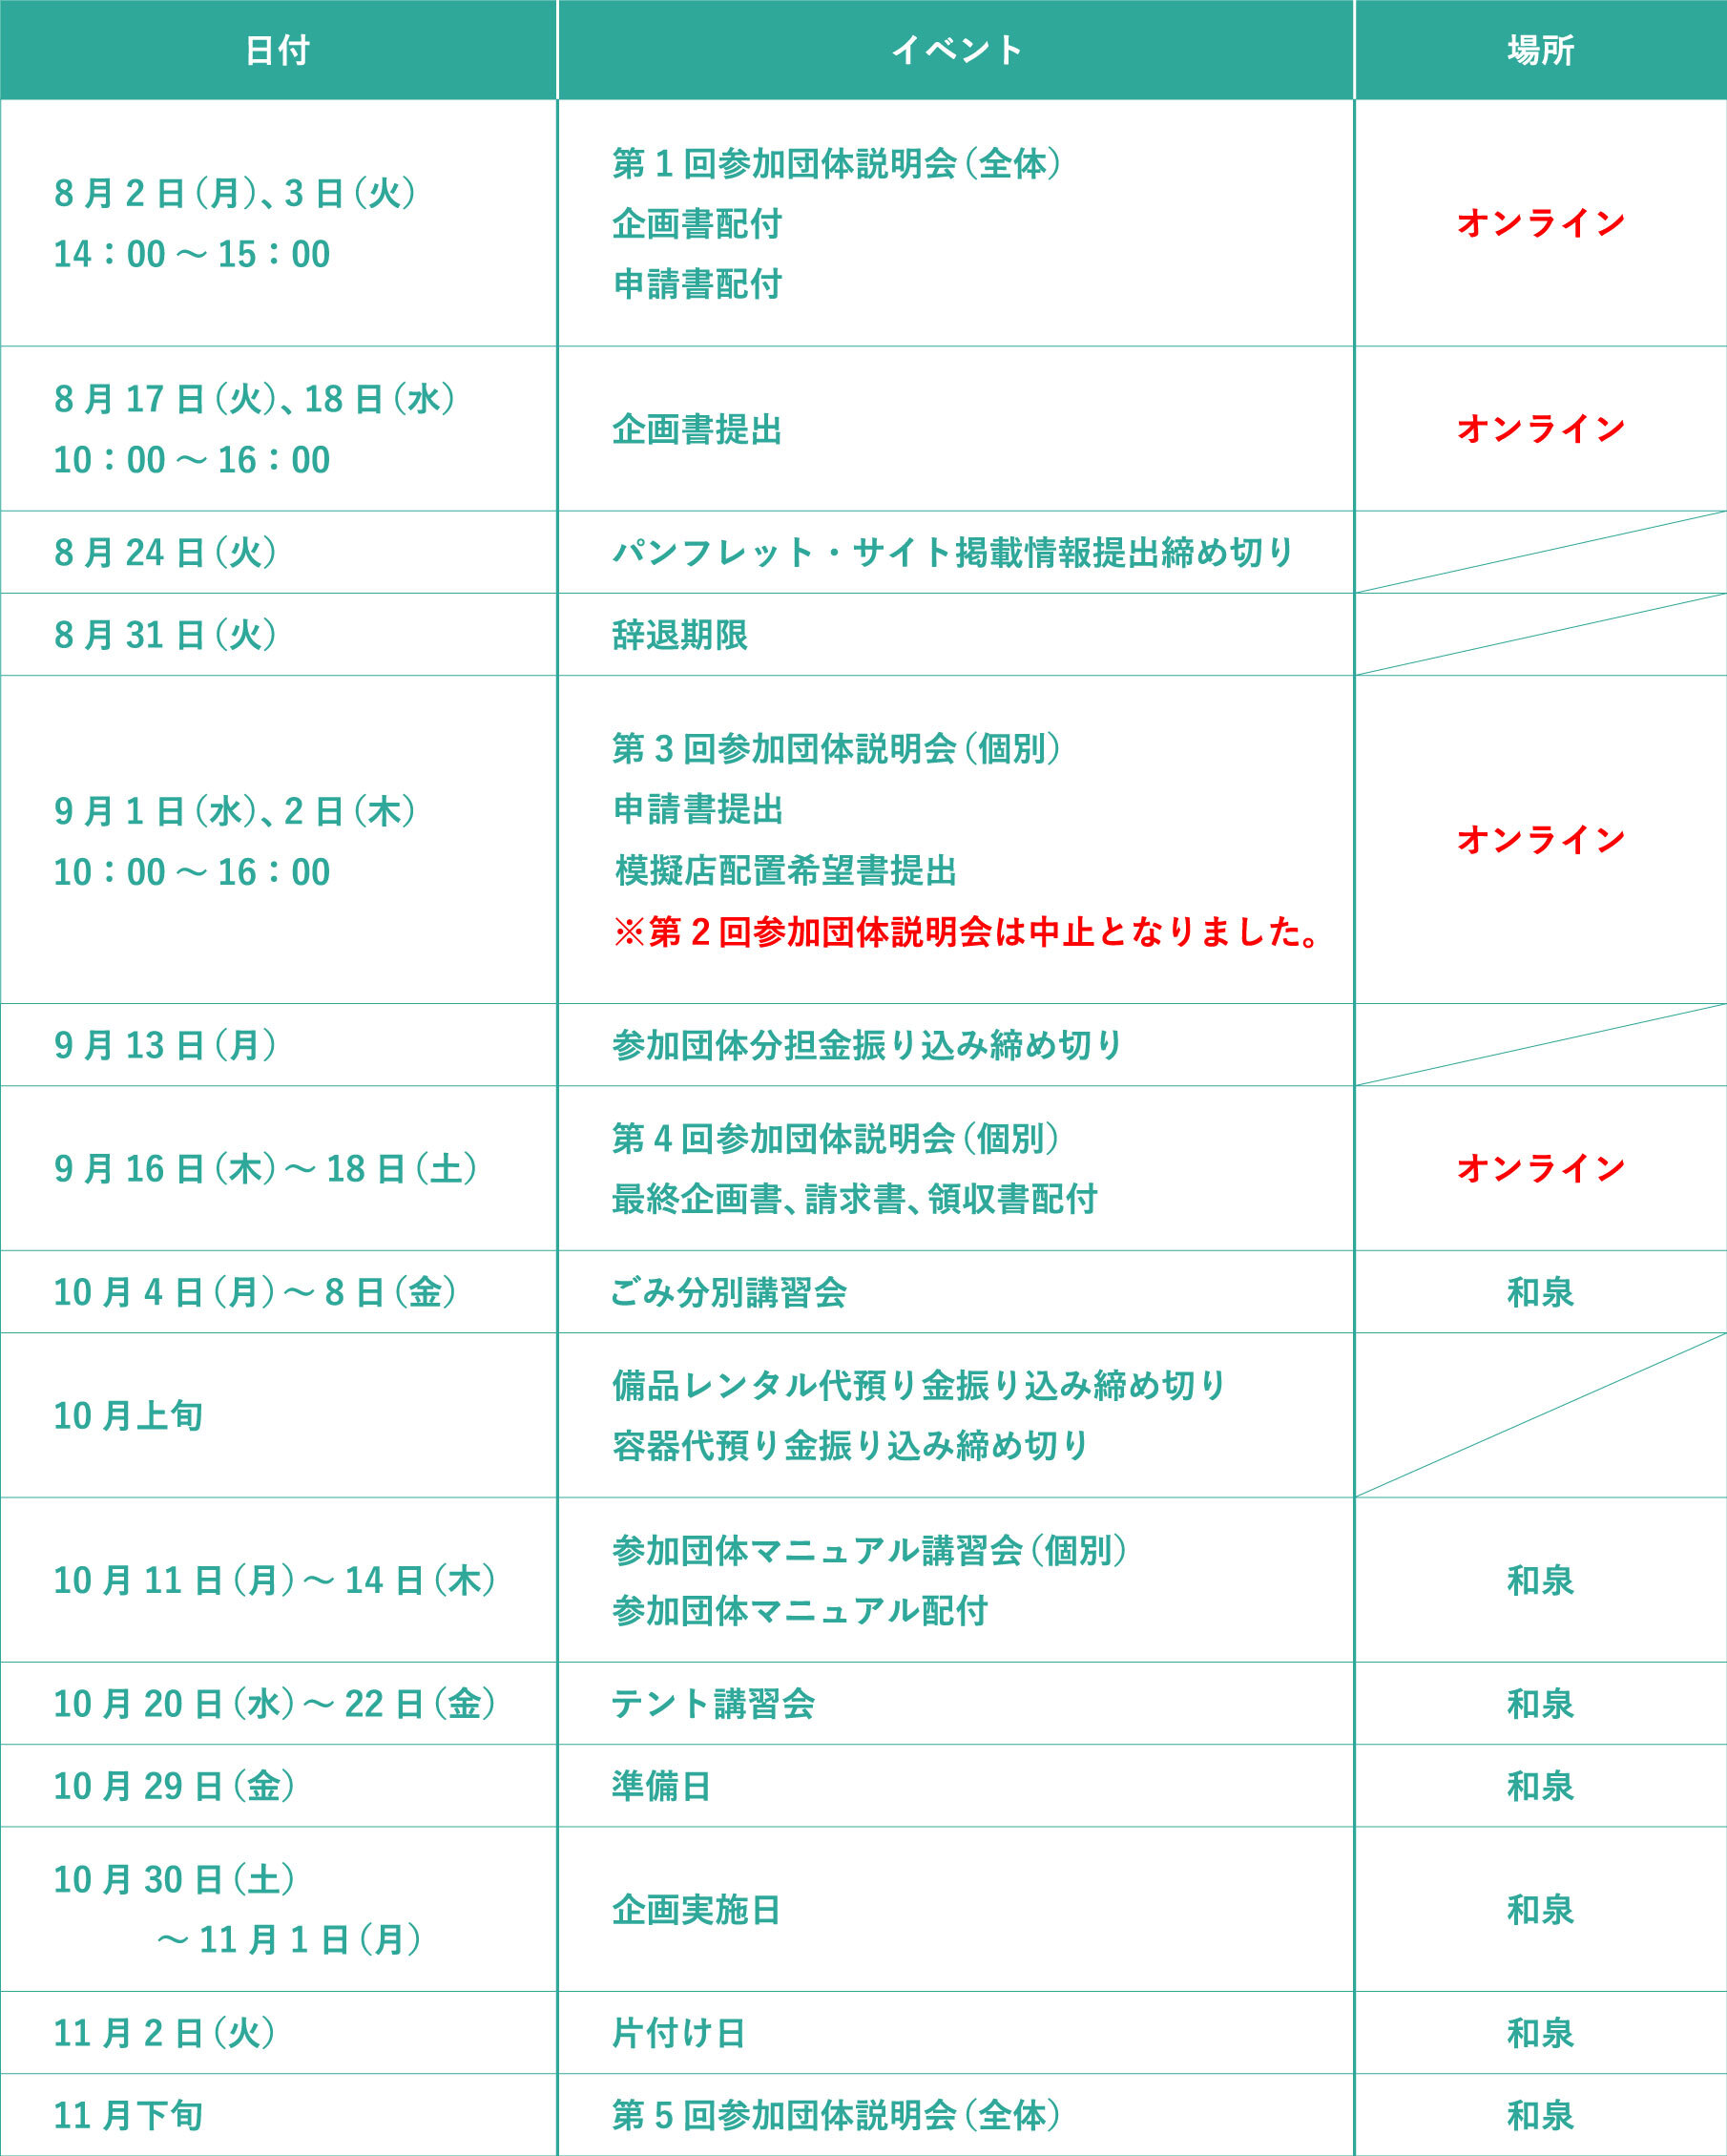 日付
イベント
場所
8月2日（月）、3日（火）
14：00～15：00
第1回参加団体説明会（全体）
企画書配付
申請書配付
オンライン
8月17日（火）、18日（水）
10：00～16：00
企画書提出
オンライン
8月24日（火）
パンフレット・サイト掲載情報提出締め切り
8月31日（火）
辞退期限
9月1日（水）、2日（木）
10：00～16：00
第3回参加団体説明会（個別）
申請書提出
模擬店配置希望書提出
※第2回参加団体説明会は中止となりました。
オンライン
9月13日（月）
参加団体分担金振り込み締め切り
9月16日（木）～18日（土）
第4回参加団体説明会（個別）
最終企画書、請求書、領収書配付
オンライン
10月4日（月）～8日（金）
ごみ分別講習会
和泉
10月上旬
備品レンタル代預り金振り込み締め切り
容器代預り金振り込み締め切り
10月11日（月）～14日（木）
参加団体マニュアル講習会（個別）
参加団体マニュアル配付
和泉
10月20日（水）～22日（金）
テント講習会
和泉
10月29日（金）
準備日
和泉
10月30日（土）
～11月1日（月）
企画実施日
和泉
11月2日（火）
片付け日
和泉
11月下旬
第5回参加団体説明会（全体）
和泉